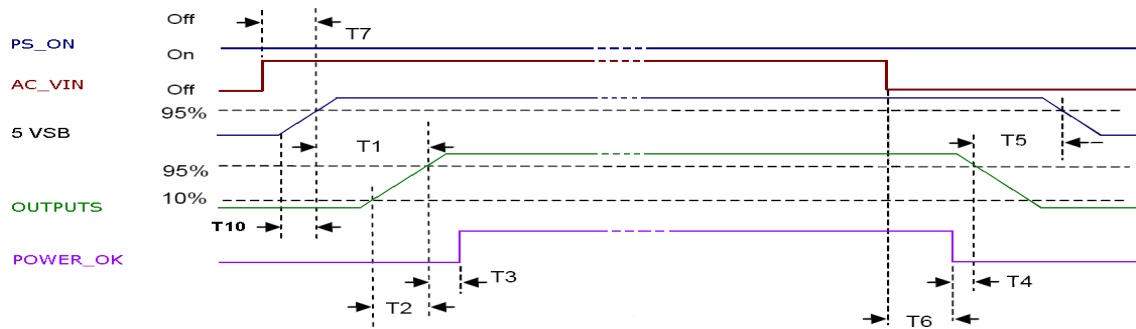 Off
T7
PS_ON
On
AC_VIN
Off
95%
5 VSB
T1
T5
95%
10%
OUTPUTS
T10
POWER_OK
T3
T4
T2
T6